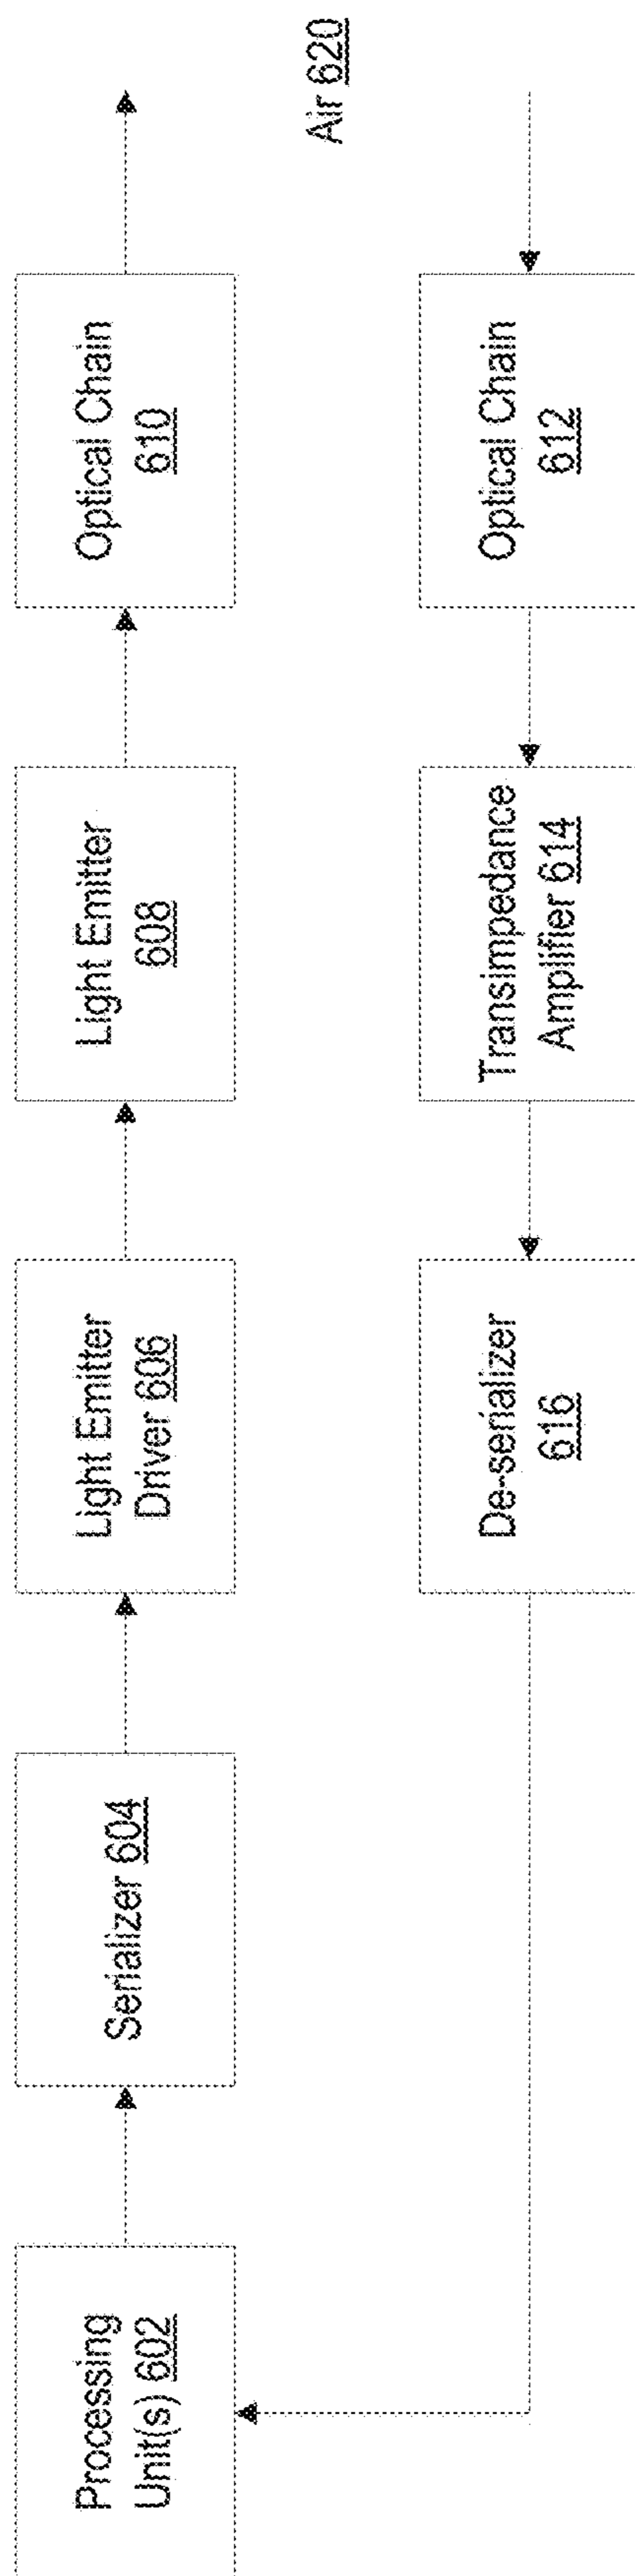 Processing
Unit(s) 602
Serializer 604
Light Emitter
Driver 606
Light Emitter
608
Optical Chain
610
Air 620
Optical Chain
612
Transimpedance
Amplifier 614
De-serializer
616